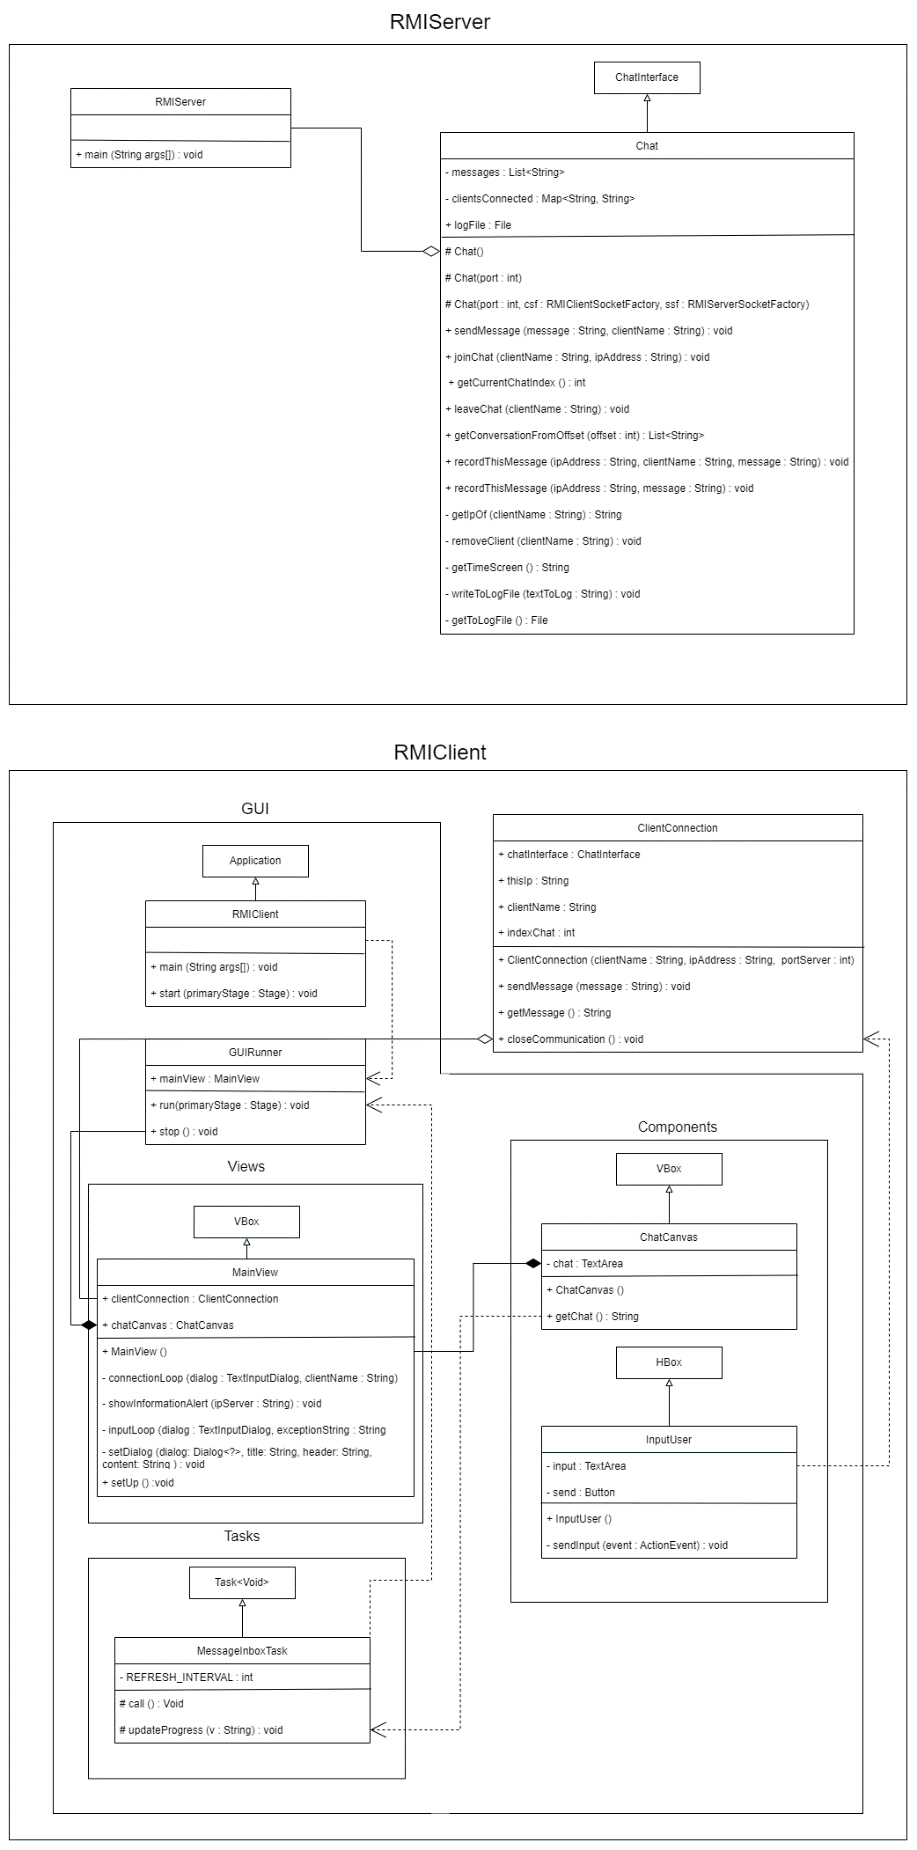 RMIServer
RMIServer
+ main (String args[]) : void
ChatInterface
Chat
- messages : List<String>
- clientsConnected : Map<String, String>
+ logFile : File
# Chat()
# Chat(port : int)
# Chat(port : int, csf : RMIClientSocketFactory, ssf : RMIServerSocketFactory)
+ sendMessage (message : String, clientName : String) : void
+ joinChat (clientName : String, ipAddress : String) : void
+ getCurrentChatIndex () : int
+ leaveChat (clientName : String) : void
+ getConversationFromOffset (offset : int) : List<String>
+ recordThisMessage (ipAddress : String, clientName : String, message : String) : void
+ recordThisMessage (ipAddress : String, message : String) : void
- getIpOf (clientName : String) : String
- removeClient (clientName : String) : void
- getTimeScreen () : String
- writeToLogFile (textToLog : String) : void
- getToLogFile () : File
RMIClient
GUI
Application
RMIClient
+ main (String args[]) : void
+ start (primaryStage : Stage) : void
ClientConnection
+ chatInterface : ChatInterface
+ thisIp : String
+ clientName : String
+ indexChat : int
+ ClientConnection (clientName : String, ipAddress : String,  portServer : int)
+ sendMessage (message : String) : void
+ getMessage () : String
+ closeCommunication () : void
GUIRunner
+ mainView : MainView
+ run(primaryStage : Stage) : void
+ stop () : void
Views
VBox
MainView
+ clientConnection : ClientConnection
+ chatCanvas : ChatCanvas
+ MainView ()
- connectionLoop (dialog : TextInputDialog, clientName : String)
- showInformationAlert (ipServer : String) : void
- inputLoop (dialog : TextInputDialog, exceptionString : String
- setDialog (dialog: Dialog<?>, title: String, header: String,
content: String ) : void
+ setUp () :void
Components
VBox
ChatCanvas
- chat : TextArea
+ ChatCanvas ()
+ getChat () : String
HBox
InputUser
- input : TextArea
- send : Button
+ InputUser ()
- sendInput (event : ActionEvent) : void
Tasks
Task<Void>
MessageInboxTask
- REFRESH_INTERVAL : int
# call () : Void
# updateProgress (v : String) : void